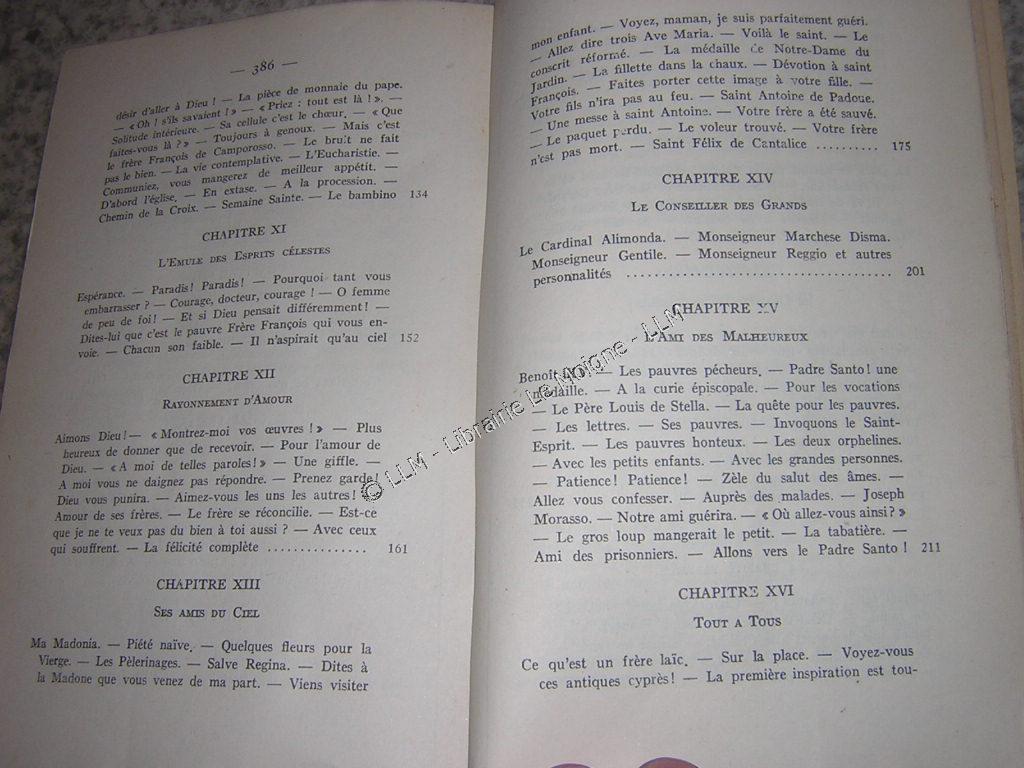 — 386 —
désir d'aller à Dieu ! — La pièce de monnaie du pape.
— « Oh ! s'ils savaient ! » — « Priez : tout est là ! ». —
Solitude intérieure. — Sa cellule c'est le chœur. — « Que
faites-vous là ? » — Toujours à genoux. — Mais c'est
le frère François de Camporosso. — Le bruit ne fait
pas le bien. — La vie contemplative. — L'Eucharistie. —
Communiez, vous mangerez de meilleur appétit. —
D'abord l'église. — En extase. — A la procession. —
Chemin de la Croix. — Semaine Sainte. — Le bambino 134
CHAPITRE XI
L'Emule des Esprits célestes
Espérance. — Paradis ! Paradis ! — Pourquoi tant vous
embarrasser ? — Courage, docteur, courage ! — O femme
de peu de foi ! — Et si Dieu pensait différemment ! —
Dites-lui que c'est le pauvre Frère François qui vous en-
voie. — Chacun son faible. — Il n'aspirait qu'au ciel 152
CHAPITRE XII
Rayonnement d'Amour
Aimons Dieu ! — « Montrez-moi vos œuvres ! » — Plus
heureux de donner que de recevoir. — Pour l'amour de
Dieu. — « A moi de telles paroles ! » — Une giffle. —
A moi vous ne daignez pas répondre. — Prenez garde !
Dieu vous punira. — Aimez-vous les uns les autres ! —
Amour de ses frères. — Le frère se réconcilie. — Est-ce
que je ne te veux pas du bien à toi aussi ? — Avec ceux
qui souffrent. — La félicité complète ............... 161
CHAPITRE XIII
Ses amis du Ciel
Ma Madonia. — Piété naïve. — Quelques fleurs pour la
Vierge. — Les Pèlerinages. — Salve Regina. — Dites à
la Madone que vous venez de ma part. — Viens visiter
mon enfant. — Voyez, maman, je suis parfaitement guéri.
— Allez dire trois Ave Maria. — Voilà le saint. — Le
conscrit réformé. — La médaille de Notre-Dame du
Jardin. — La fillette dans la chaux. — Dévotion à saint
François. — Faites porter cette image à votre fille. —
Votre fils n'ira pas au feu. — Saint Antoine de Padoue.
— Une messe à saint Antoine. — Votre frère a été sauvé.
— Le paquet perdu. — Le voleur trouvé. — Votre frère
n'est pas mort. — Saint Félix de Cantalice .......... 175
CHAPITRE XIV
Le Conseiller des Grands
Le Cardinal Alimonda. — Monseigneur Marchese Disma.
Monseigneur Gentile. — Monseigneur Reggio et autres
personnalités ...................................... 201
CHAPITRE XV
L'Ami des Malheureux
Benoit — Les pauvres pécheurs. — Padre Santo ! une
médaille. — A la curie épiscopale. — Pour les vocations
— Le Père Louis de Stella. — La quête pour les pauvres.
— Les lettres. — Ses pauvres. — Invoquons le Saint-
Esprit. — Les pauvres honteux. — Les deux orphelines.
— Avec les petits enfants. — Avec les grandes personnes.
— Patience ! Patience ! — Zèle du salut des âmes. —
Allez vous confesser. — Auprès des malades. — Joseph
Morasso. — Notre ami guérira. — « Où allez-vous ainsi ? »
— Le gros loup mangerait le petit. — La tabatière. —
Ami des prisonniers. — Allons vers le Padre Santo ! 211
CHAPITRE XVI
Tout a Tous
Ce qu'est un frère laïc. — Sur la place. — Voyez-vous
ces antiques cyprès ! — La première inspiration est tou-
© LLM - Librairie Le Moigne - LLM